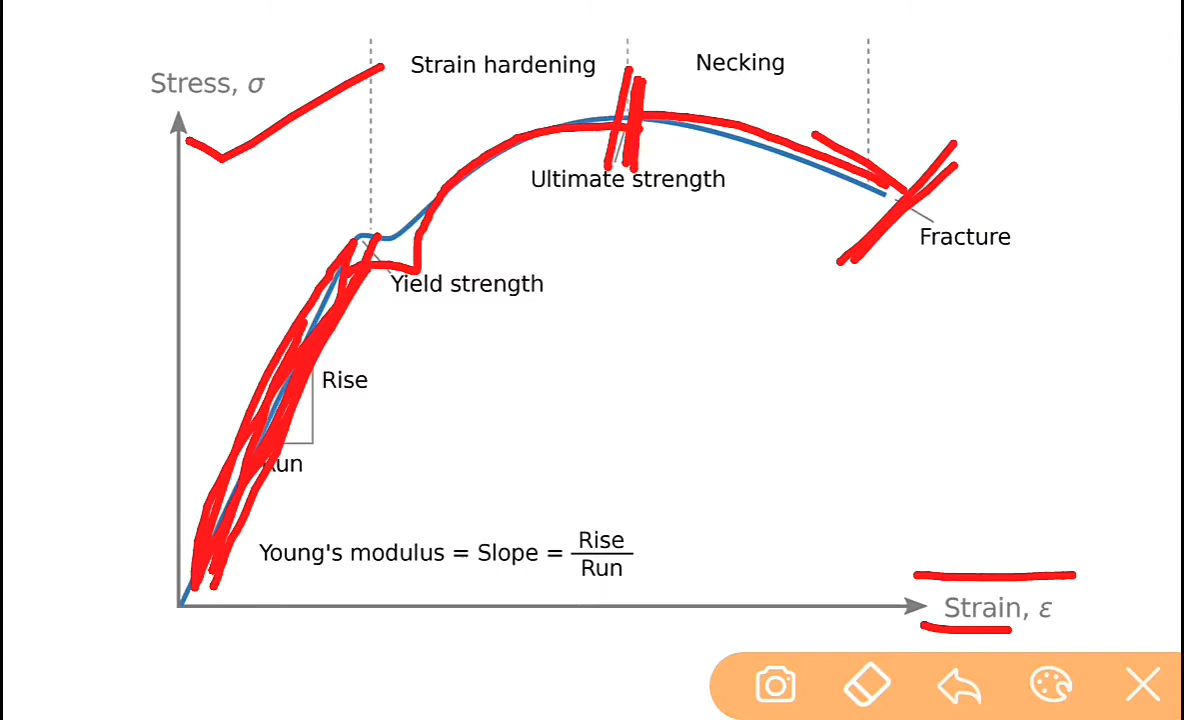 Strain hardening
Necking
Stress, σ
Ultimate strength
Fracture
Yield strength
Rise
Run
Young's modulus = Slope = Rise
Run
Strain, ε